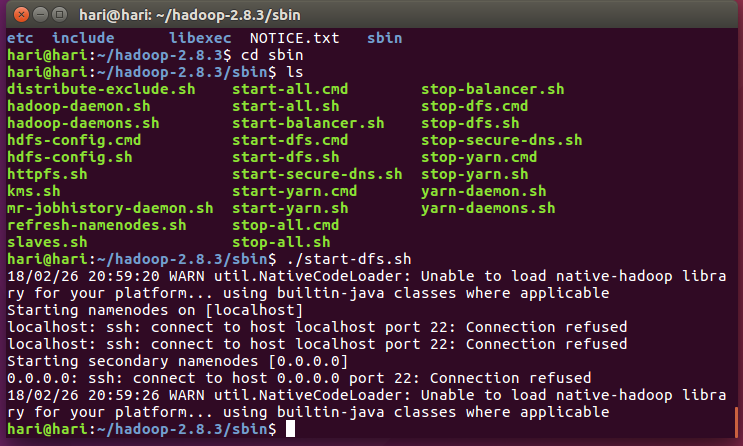 hari@hari: ~/hadoop-2.8.3/sbin
etc  include      libexec  NOTICE.txt   sbin
hari@hari:~/hadoop-2.8.3$ cd sbin
hari@hari:~/hadoop-2.8.3/sbin$ ls
distribute-exclude.sh    start-all.cmd        stop-balancer.sh
hadoop-daemon.sh         start-all.sh         stop-dfs.cmd
hadoop-daemons.sh        start-balancer.sh    stop-dfs.sh
hdfs-config.cmd          start-dfs.cmd        stop-secure-dns.sh
hdfs-config.sh           start-dfs.sh         stop-yarn.cmd
httpfs.sh                start-secure-dns.sh  stop-yarn.sh
kms.sh                   start-yarn.cmd       yarn-daemon.sh
mr-jobhistory-daemon.sh  start-yarn.sh        yarn-daemons.sh
refresh-namenodes.sh     stop-all.cmd
slaves.sh                stop-all.sh
hari@hari:~/hadoop-2.8.3/sbin$ ./start-dfs.sh
18/02/26 20:59:20 WARN util.NativeCodeLoader: Unable to load native-hadoop libra
ry for your platform... using builtin-java classes where applicable
Starting namenodes on [localhost]
localhost: ssh: connect to host localhost port 22: Connection refused
localhost: ssh: connect to host localhost port 22: Connection refused
Starting secondary namenodes [0.0.0.0]
0.0.0.0: ssh: connect to host 0.0.0.0 port 22: Connection refused
18/02/26 20:59:26 WARN util.NativeCodeLoader: Unable to load native-hadoop libra
ry for your platform... using builtin-java classes where applicable
hari@hari:~/hadoop-2.8.3/sbin$